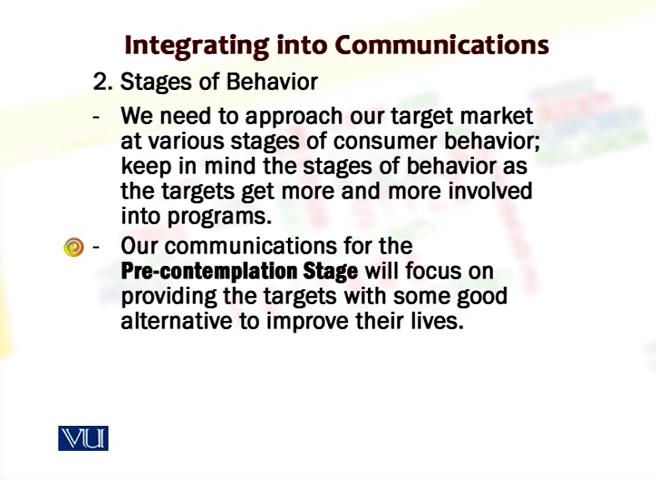 Integrating into Communications
2. Stages of Behavior
- We need to approach our target market
at various stages of consumer behavior;
keep in mind the stages of behavior as
the targets get more and more involved
into programs.
- Our communications for the
Pre-contemplation Stage will focus on
providing the targets with some good
alternative to improve their lives.
VU